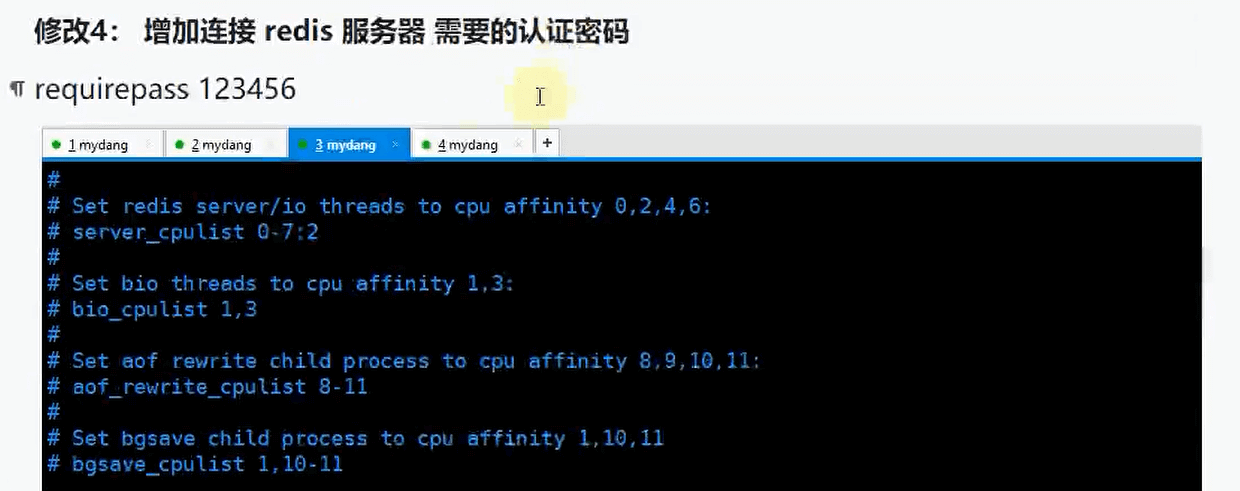 修改4： 增加连接 redis 服务器 需要的认证密码
requirepass 123456
1 mydang 2 mydang 3 mydang 4 mydang +
#
# Set redis server/io threads to cpu affinity 0,2,4,6:
# server_cpulist 0-7:2
#
# Set bio threads to cpu affinity 1,3:
# bio_cpulist 1,3
#
# Set aof rewrite child process to cpu affinity 8,9,10,11:
# aof_rewrite_cpulist 8-11
#
# Set bgsave child process to cpu affinity 1,10,11
# bgsave_cpulist 1,10-11